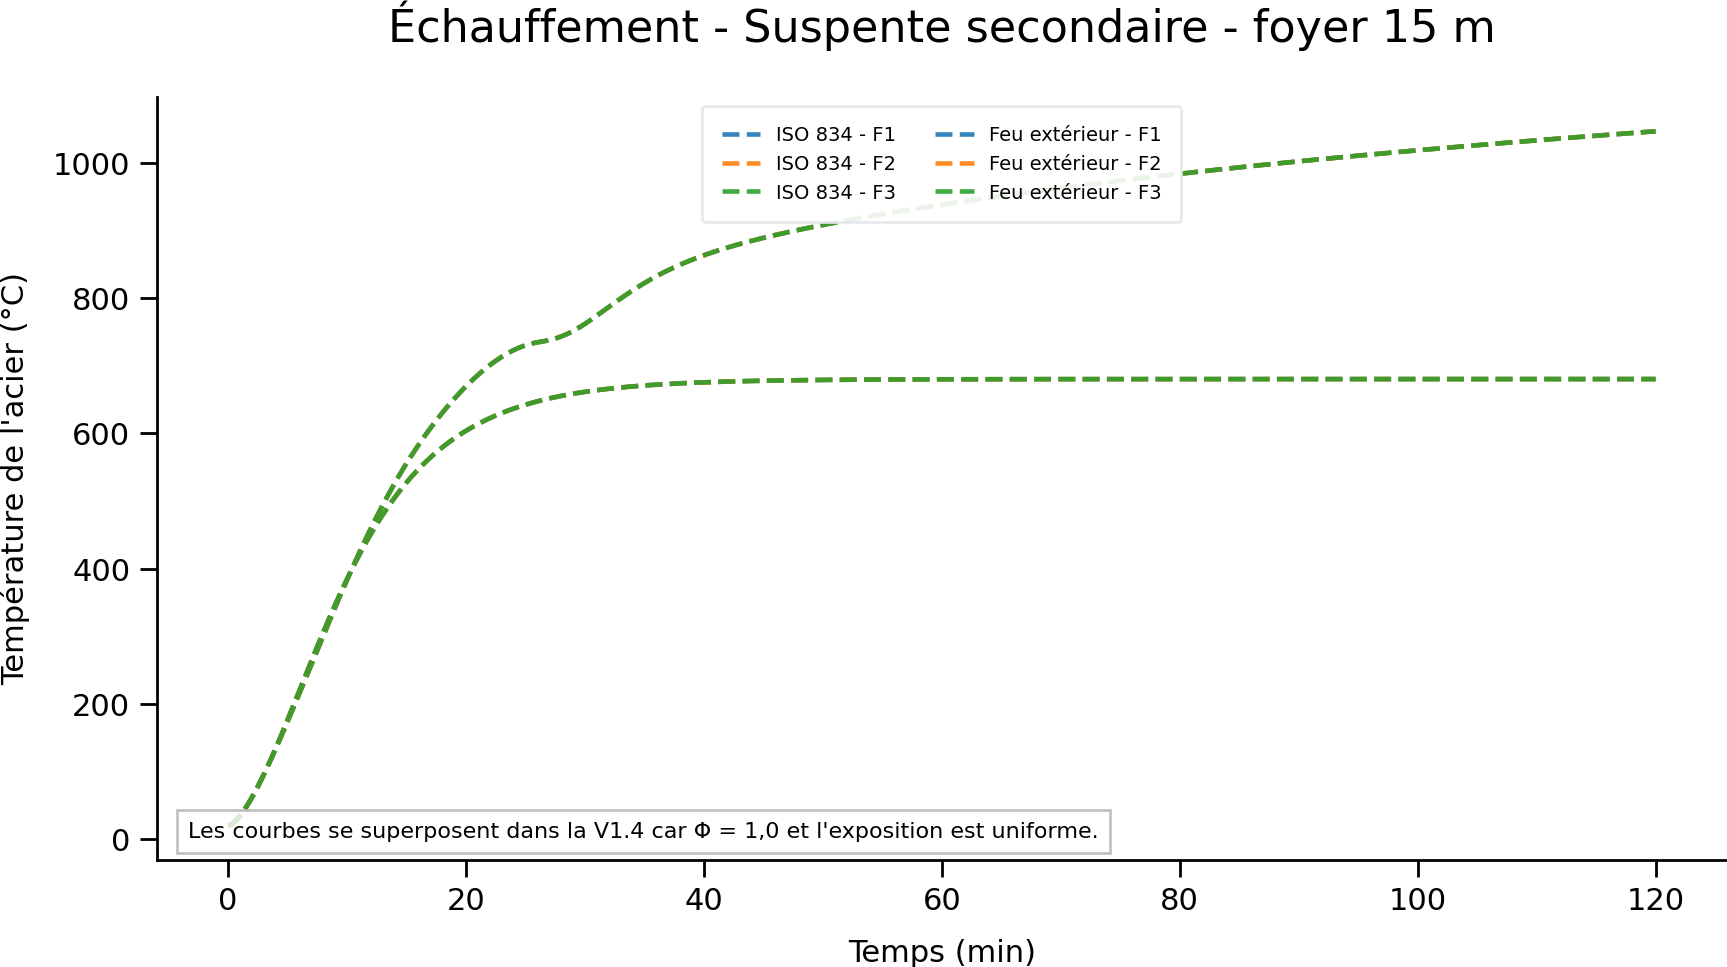 Échauffement - Suspente secondaire - foyer 15 m
ISO 834 - F1
ISO 834 - F2
ISO 834 - F3
Feu extérieur - F1
Feu extérieur - F2
Feu extérieur - F3
Température de l'acier (°C)
1000
800
600
400
200
0
Les courbes se superposent dans la V1.4 car Φ = 1,0 et l'exposition est uniforme.
0 20 40 60 80 100 120
Temps (min)